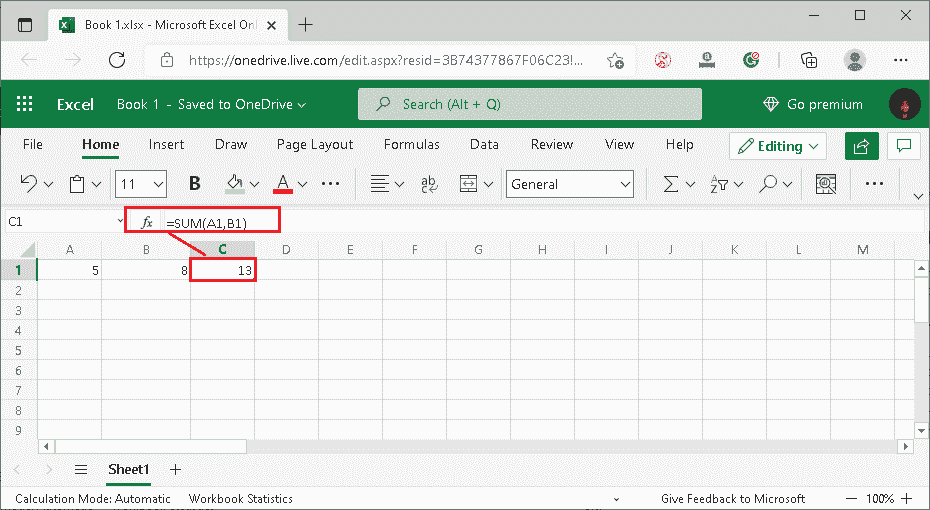 Book 1.xlsx - Microsoft Excel Onl
https://onedrive.live.com/edit.aspx?resid=3B74377867F06C23!...
Excel Book 1 - Saved to OneDrive Search (Alt + Q) Go premium
File Home Insert Draw Page Layout Formulas Data Review View Help Editing
11 B A ... ab c General Σ A Z ...
C1 fx =SUM(A1,B1)
A B C D E F G H I J K L M
1 5 8 13
2
3
4
5
6
7
8
9
Sheet1
Calculation Mode: Automatic Workbook Statistics Give Feedback to Microsoft 100%